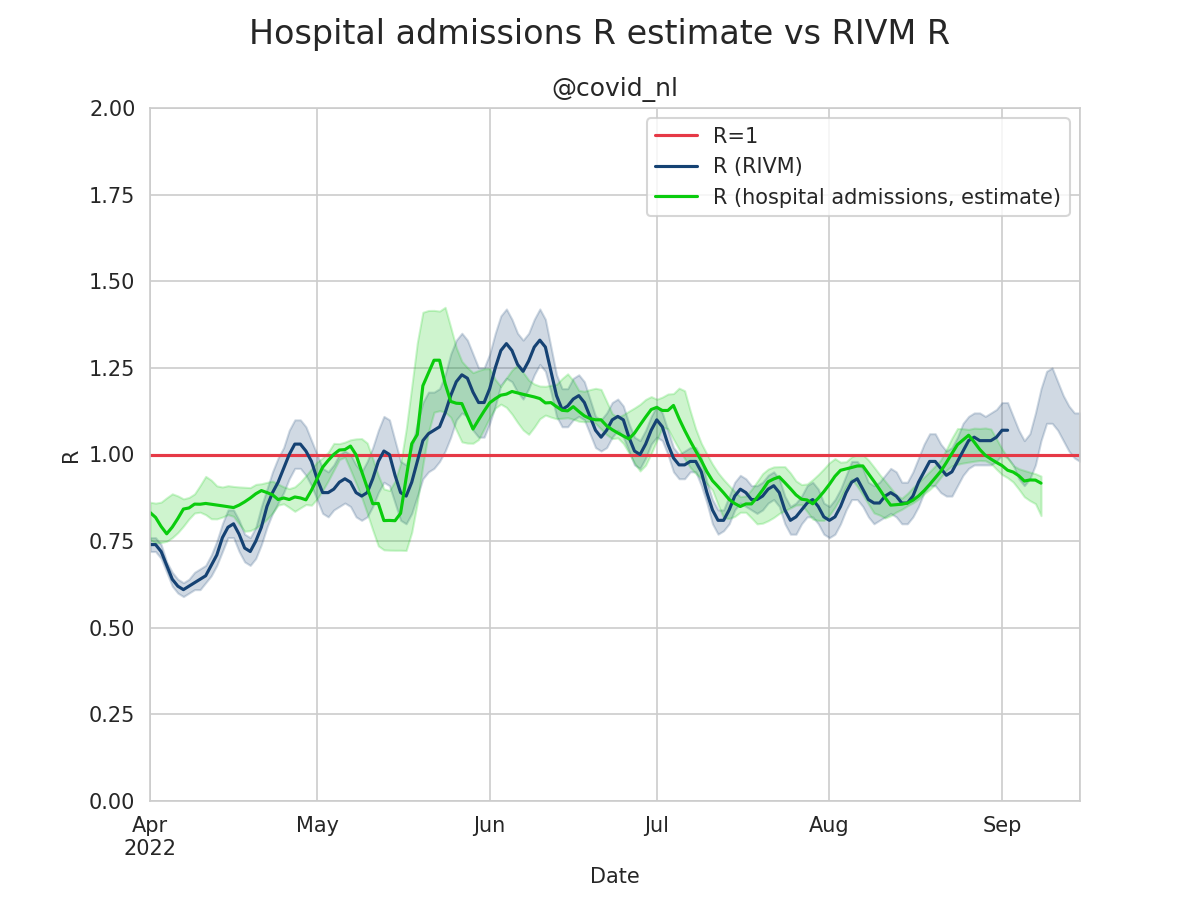 Hospital admissions R estimate vs RIVM R
@covid_nl
R=1
R (RIVM)
R (hospital admissions, estimate)
2.00
1.75
1.50
1.25
1.00
0.75
0.50
0.25
0.00
R
Apr May Jun Jul Aug Sep
2022
Date